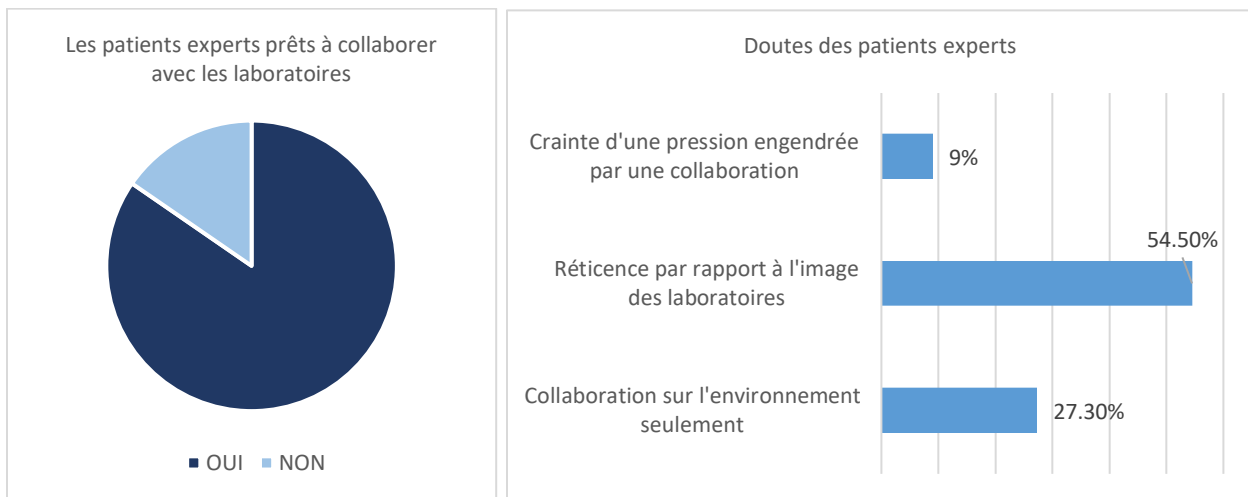 Les patients experts prêts à collaborer
avec les laboratoires
OUI
NON
Doutes des patients experts
Crainte d'une pression engendrée
par une collaboration
9%
Réticence par rapport à l'image
des laboratoires
54.50%
Collaboration sur l'environnement
seulement
27.30%